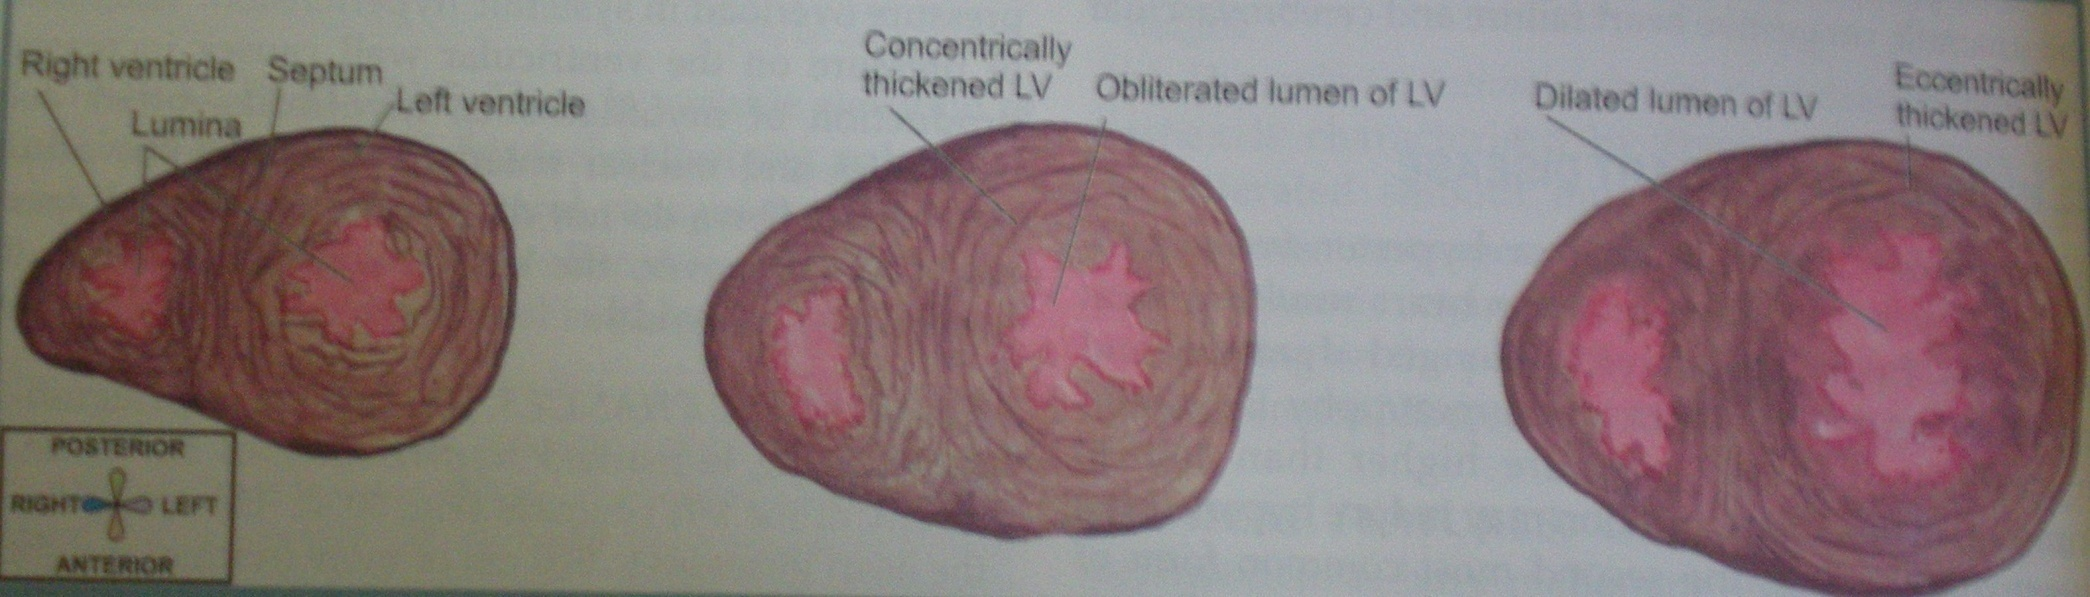 Right ventricle
Septum
Left ventricle
Lumina
Concentrically
thickened LV
Obliterated lumen of LV
Dilated lumen of LV
Eccentrically
thickened LV
POSTERIOR
RIGHT LEFT
ANTERIOR